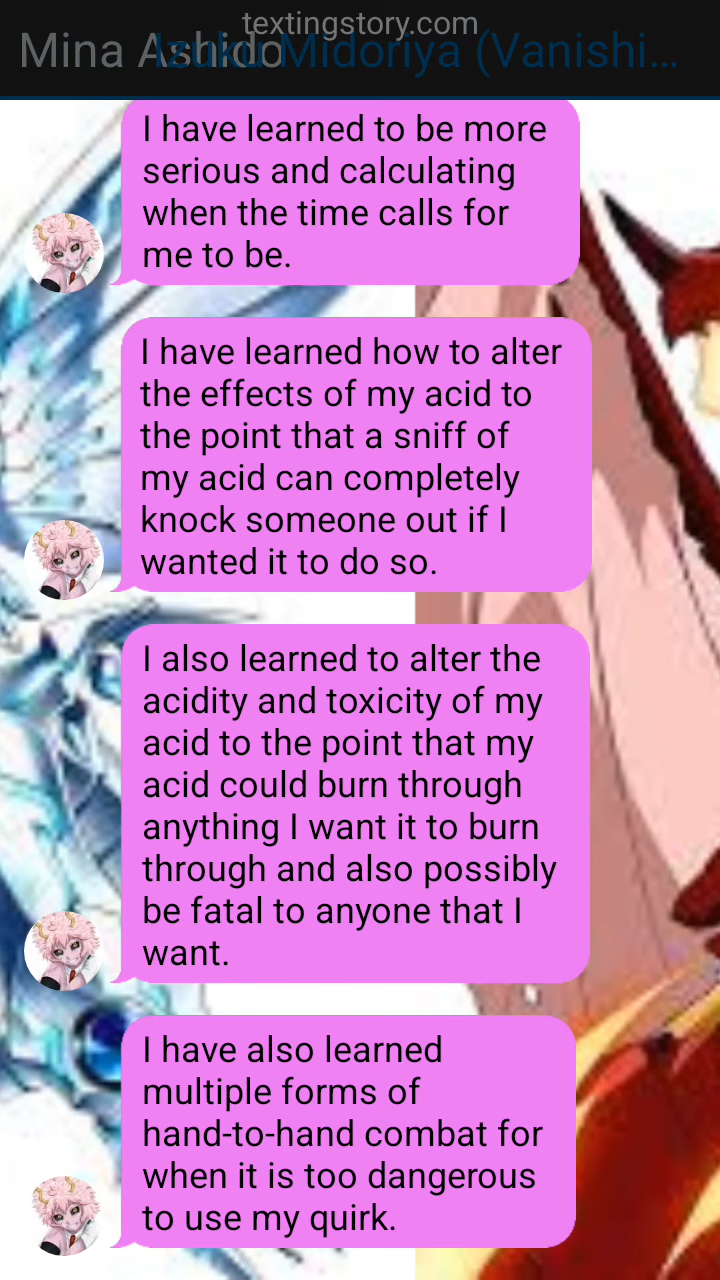 textingstory.com
Mina Ashido
Izuku Midoriya (Vanishi...
I have learned to be more
serious and calculating
when the time calls for
me to be.
I have learned how to alter
the effects of my acid to
the point that a sniff of
my acid can completely
knock someone out if I
wanted it to do so.
I also learned to alter the
acidity and toxicity of my
acid to the point that my
acid could burn through
anything I want it to burn
through and also possibly
be fatal to anyone that I
want.
I have also learned
multiple forms of
hand-to-hand combat for
when it is too dangerous
to use my quirk.